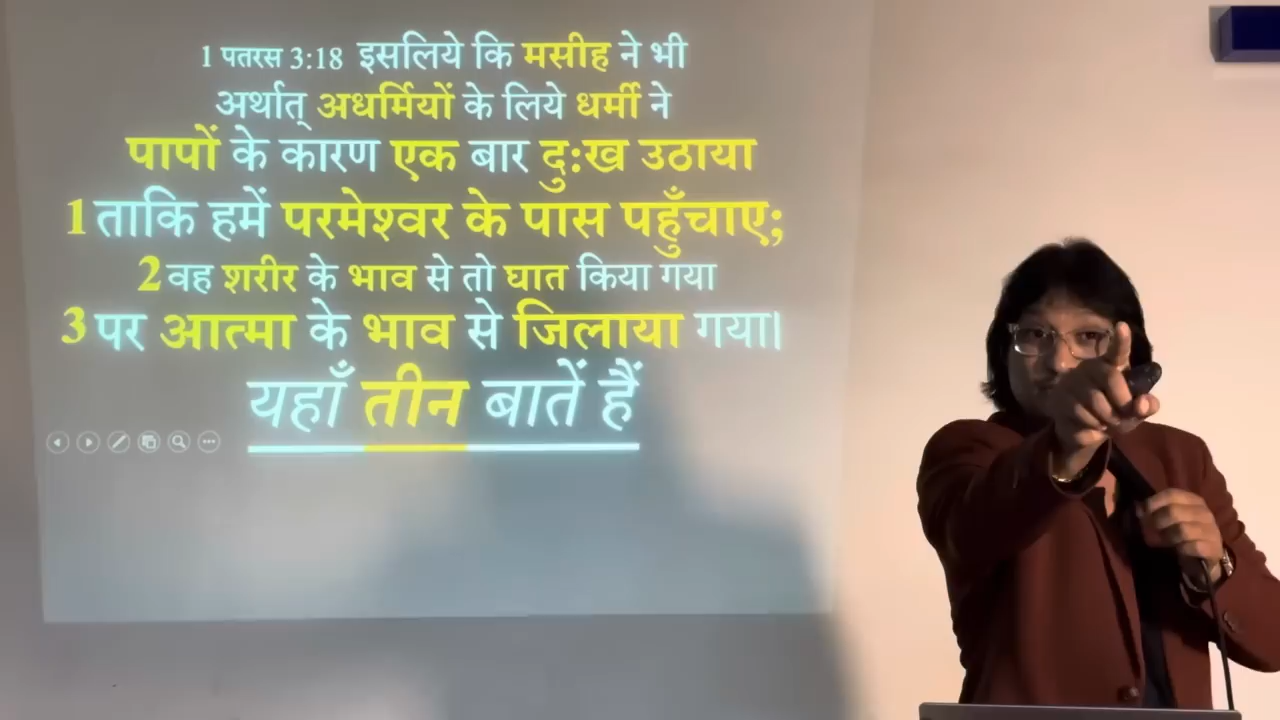 1 पतरस 3:18 इसलिये कि मसीह ने भी
अर्थात् अधर्मियों के लिये धर्मी ने
पापों के कारण एक बार दुःख उठाया
1 ताकि हमें परमेश्वर के पास पहुँचाए;
2 वह शरीर के भाव से तो घात किया गया
3 पर आत्मा के भाव से जिलाया गया।
यहाँ तीन बातें हैं